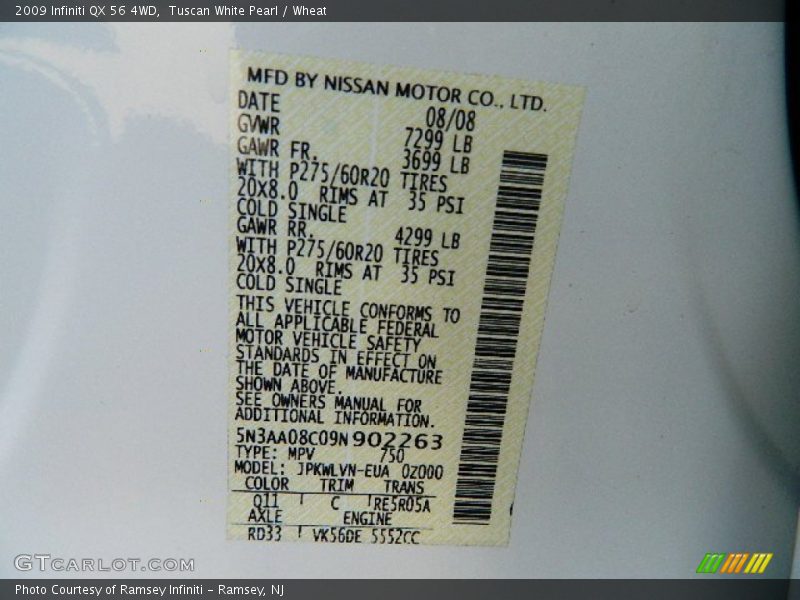 2009 Infiniti QX 56 4WD, Tuscan White Pearl / Wheat
MFD BY NISSAN MOTOR CO., LTD.
DATE 08/08
GVWR 7299 LB
GAWR FR. 3699 LB
WITH P275/60R20 TIRES
20X8.0 RIMS AT 35 PSI
COLD SINGLE
GAWR RR. 4299 LB
WITH P275/60R20 TIRES
20X8.0 RIMS AT 35 PSI
COLD SINGLE
THIS VEHICLE CONFORMS TO
ALL APPLICABLE FEDERAL
MOTOR VEHICLE SAFETY
STANDARDS IN EFFECT ON
THE DATE OF MANUFACTURE
SHOWN ABOVE.
SEE OWNERS MANUAL FOR
ADDITIONAL INFORMATION.
5N3AA08C09N902263
TYPE: MPV 750
MODEL: JPKWLVN-EUA 0Z000
COLOR TRIM TRANS
Q11 C RE5R05A
AXLE ENGINE
RD33 VK56DE 5552CC
GTCARLOT.COM
Photo Courtesy of Ramsey Infiniti - Ramsey, NJ